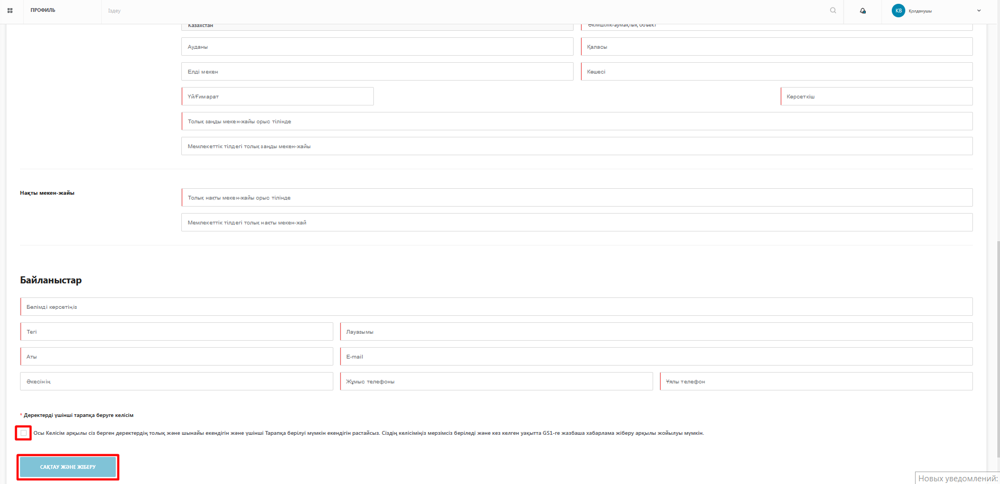 ПРОФИЛЬ
Іздеу
КВ Қолданушы
Казахстан
Әкімшілік-аумақтық объект
Ауданы
Қаласы
Елді мекен
Көшесі
Үй/Ғимарат
Көрсеткіш
Толық заңды мекен-жайы орыс тілінде
Мемлекеттік тілдегі толық заңды мекен-жайы
Нақты мекен-жайы
Толық нақты мекен-жайы орыс тілінде
Мемлекеттік тілдегі толық нақты мекен-жай
Байланыстар
Бөлімді көрсетіңіз
Тегі
Лауазымы
Аты
E-mail
Әкесінің
Жұмыс телефоны
Ұялы телефон
* Деректерді үшінші тарапқа беруге келісім
Осы Келісім арқылы сіз берген деректердің толық және шынайы екендігін және үшінші Тарапқа берілуі мүмкін екендігін растайсыз. Сіздің келісіміңіз мерзімсіз беріледі және кез келген уақытта GS1-ге жазбаша хабарлама жіберу арқылы жойылуы мүмкін.
САҚТАУ ЖӘНЕ ЖІБЕРУ
Новых уведомлений: